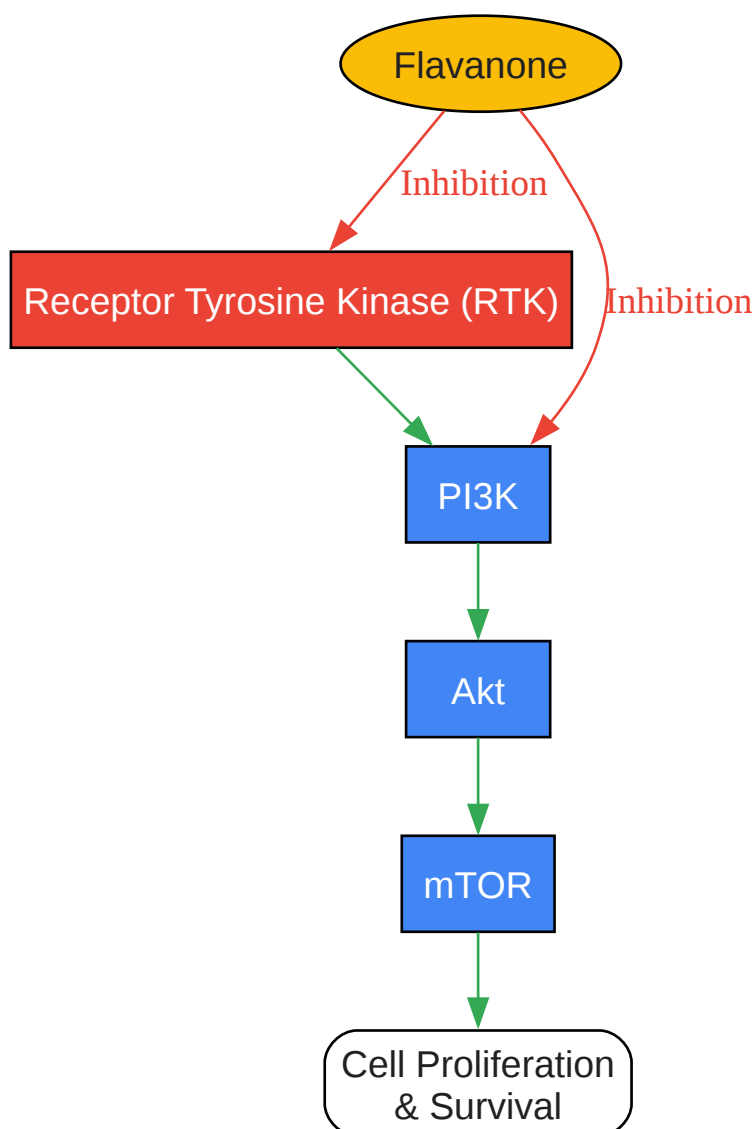 Flavanone
Inhibition
Receptor Tyrosine Kinase (RTK)
Inhibition
PI3K
Akt
mTOR
Cell Proliferation
& Survival